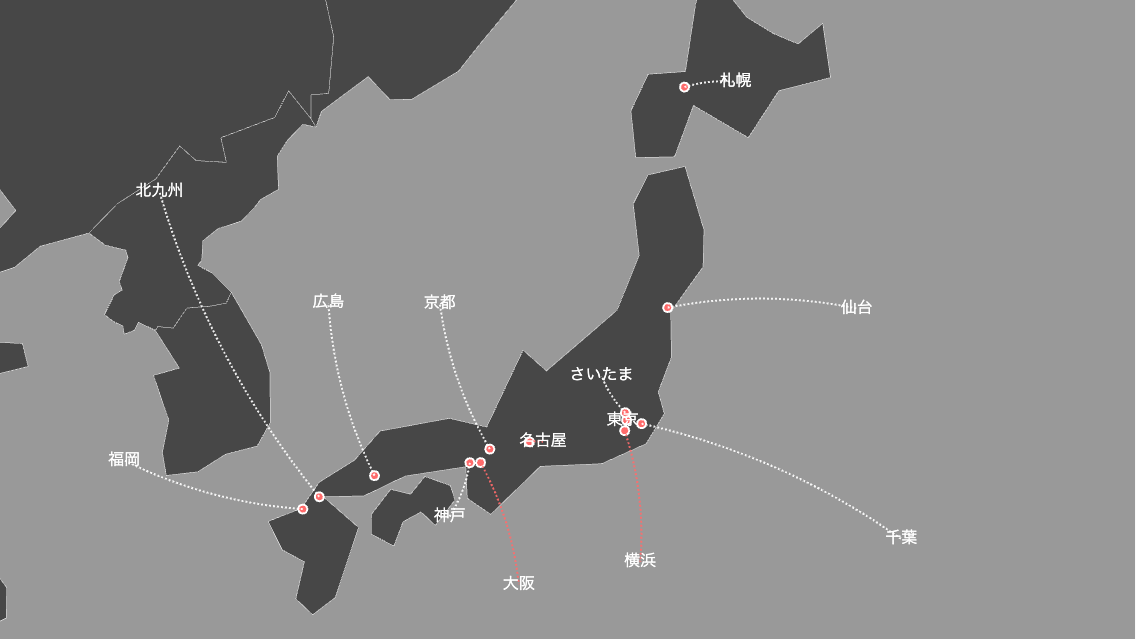 札幌
北九州
広島
京都
仙台
さいたま
東京
名古屋
福岡
神戸
千葉
横浜
大阪